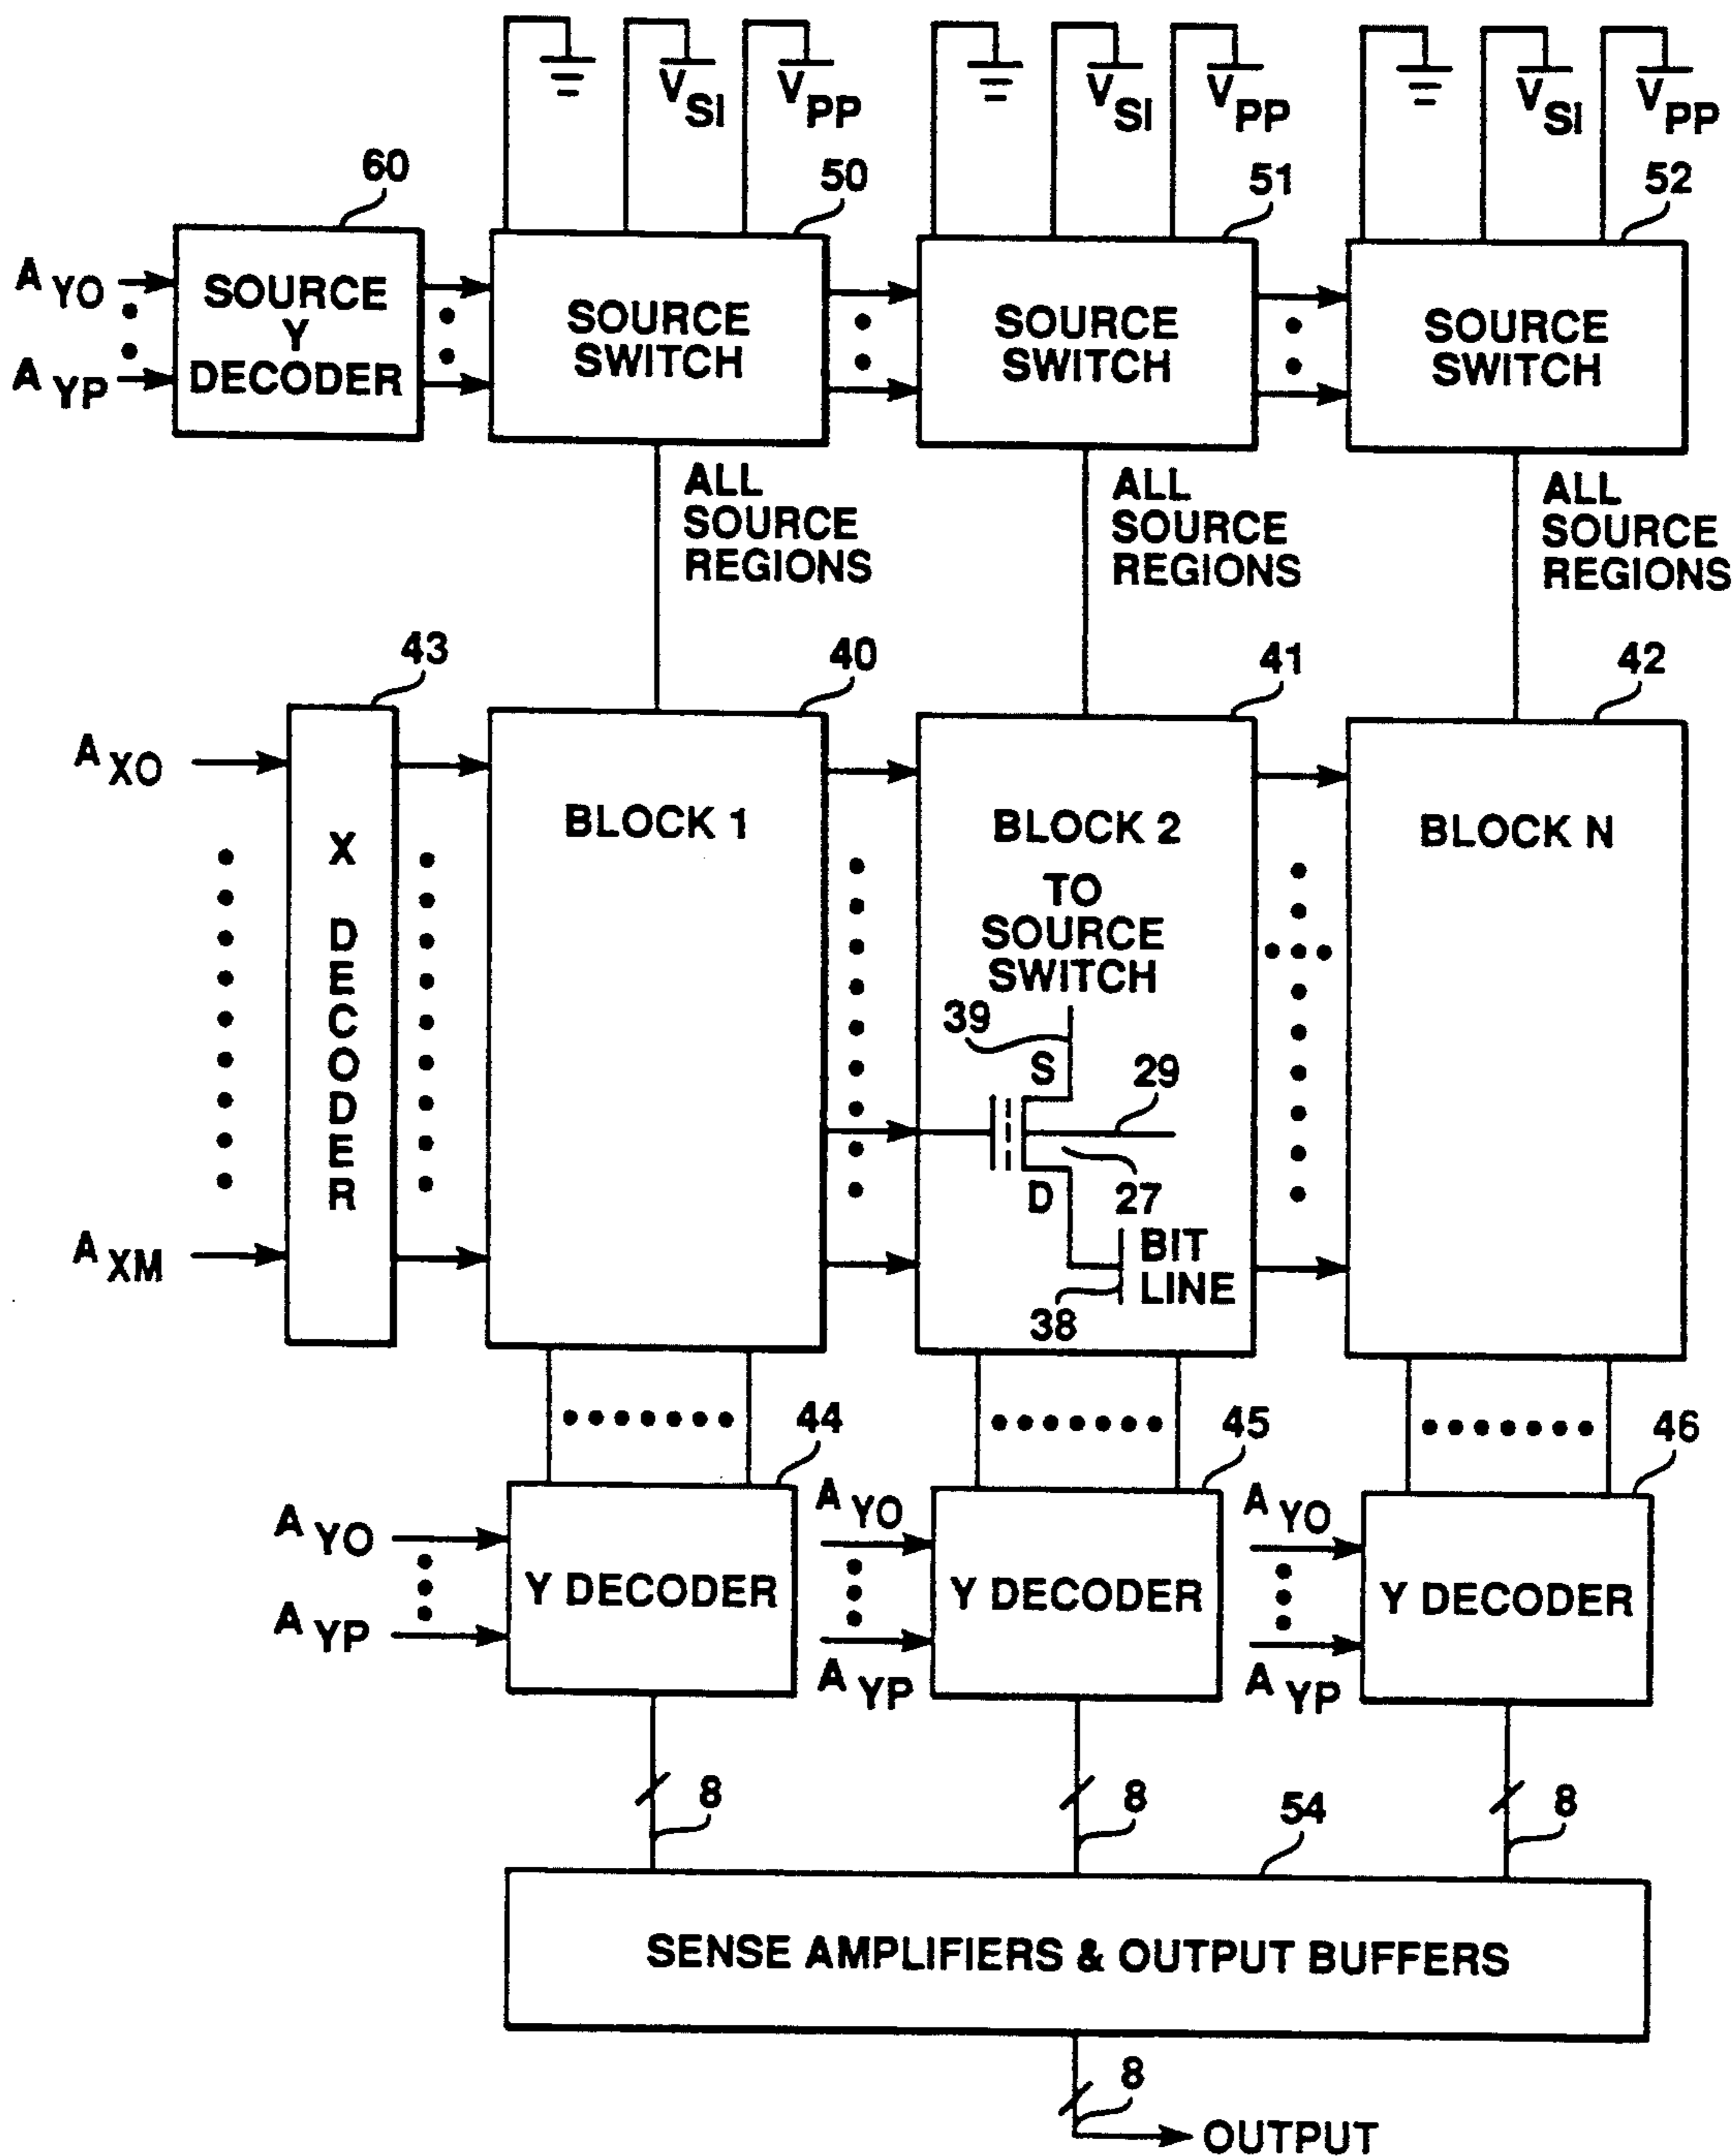 V SI V PP V SI V PP V SI V PP
60 50 51 52
A YO
A YP
SOURCE
Y
DECODER
SOURCE
SWITCH
SOURCE
SWITCH
SOURCE
SWITCH
ALL
SOURCE
REGIONS
ALL
SOURCE
REGIONS
ALL
SOURCE
REGIONS
43 40 41 42
A XO
A XM
X DECODER
BLOCK 1
BLOCK 2
TO
SOURCE
SWITCH
39
S
29
D
27
BIT
LINE
38
BLOCK N
44 45 46
A YO
A YP
Y DECODER
A YO
A YP
Y DECODER
A YO
A YP
Y DECODER
8 8 8
54
SENSE AMPLIFIERS & OUTPUT BUFFERS
8
OUTPUT